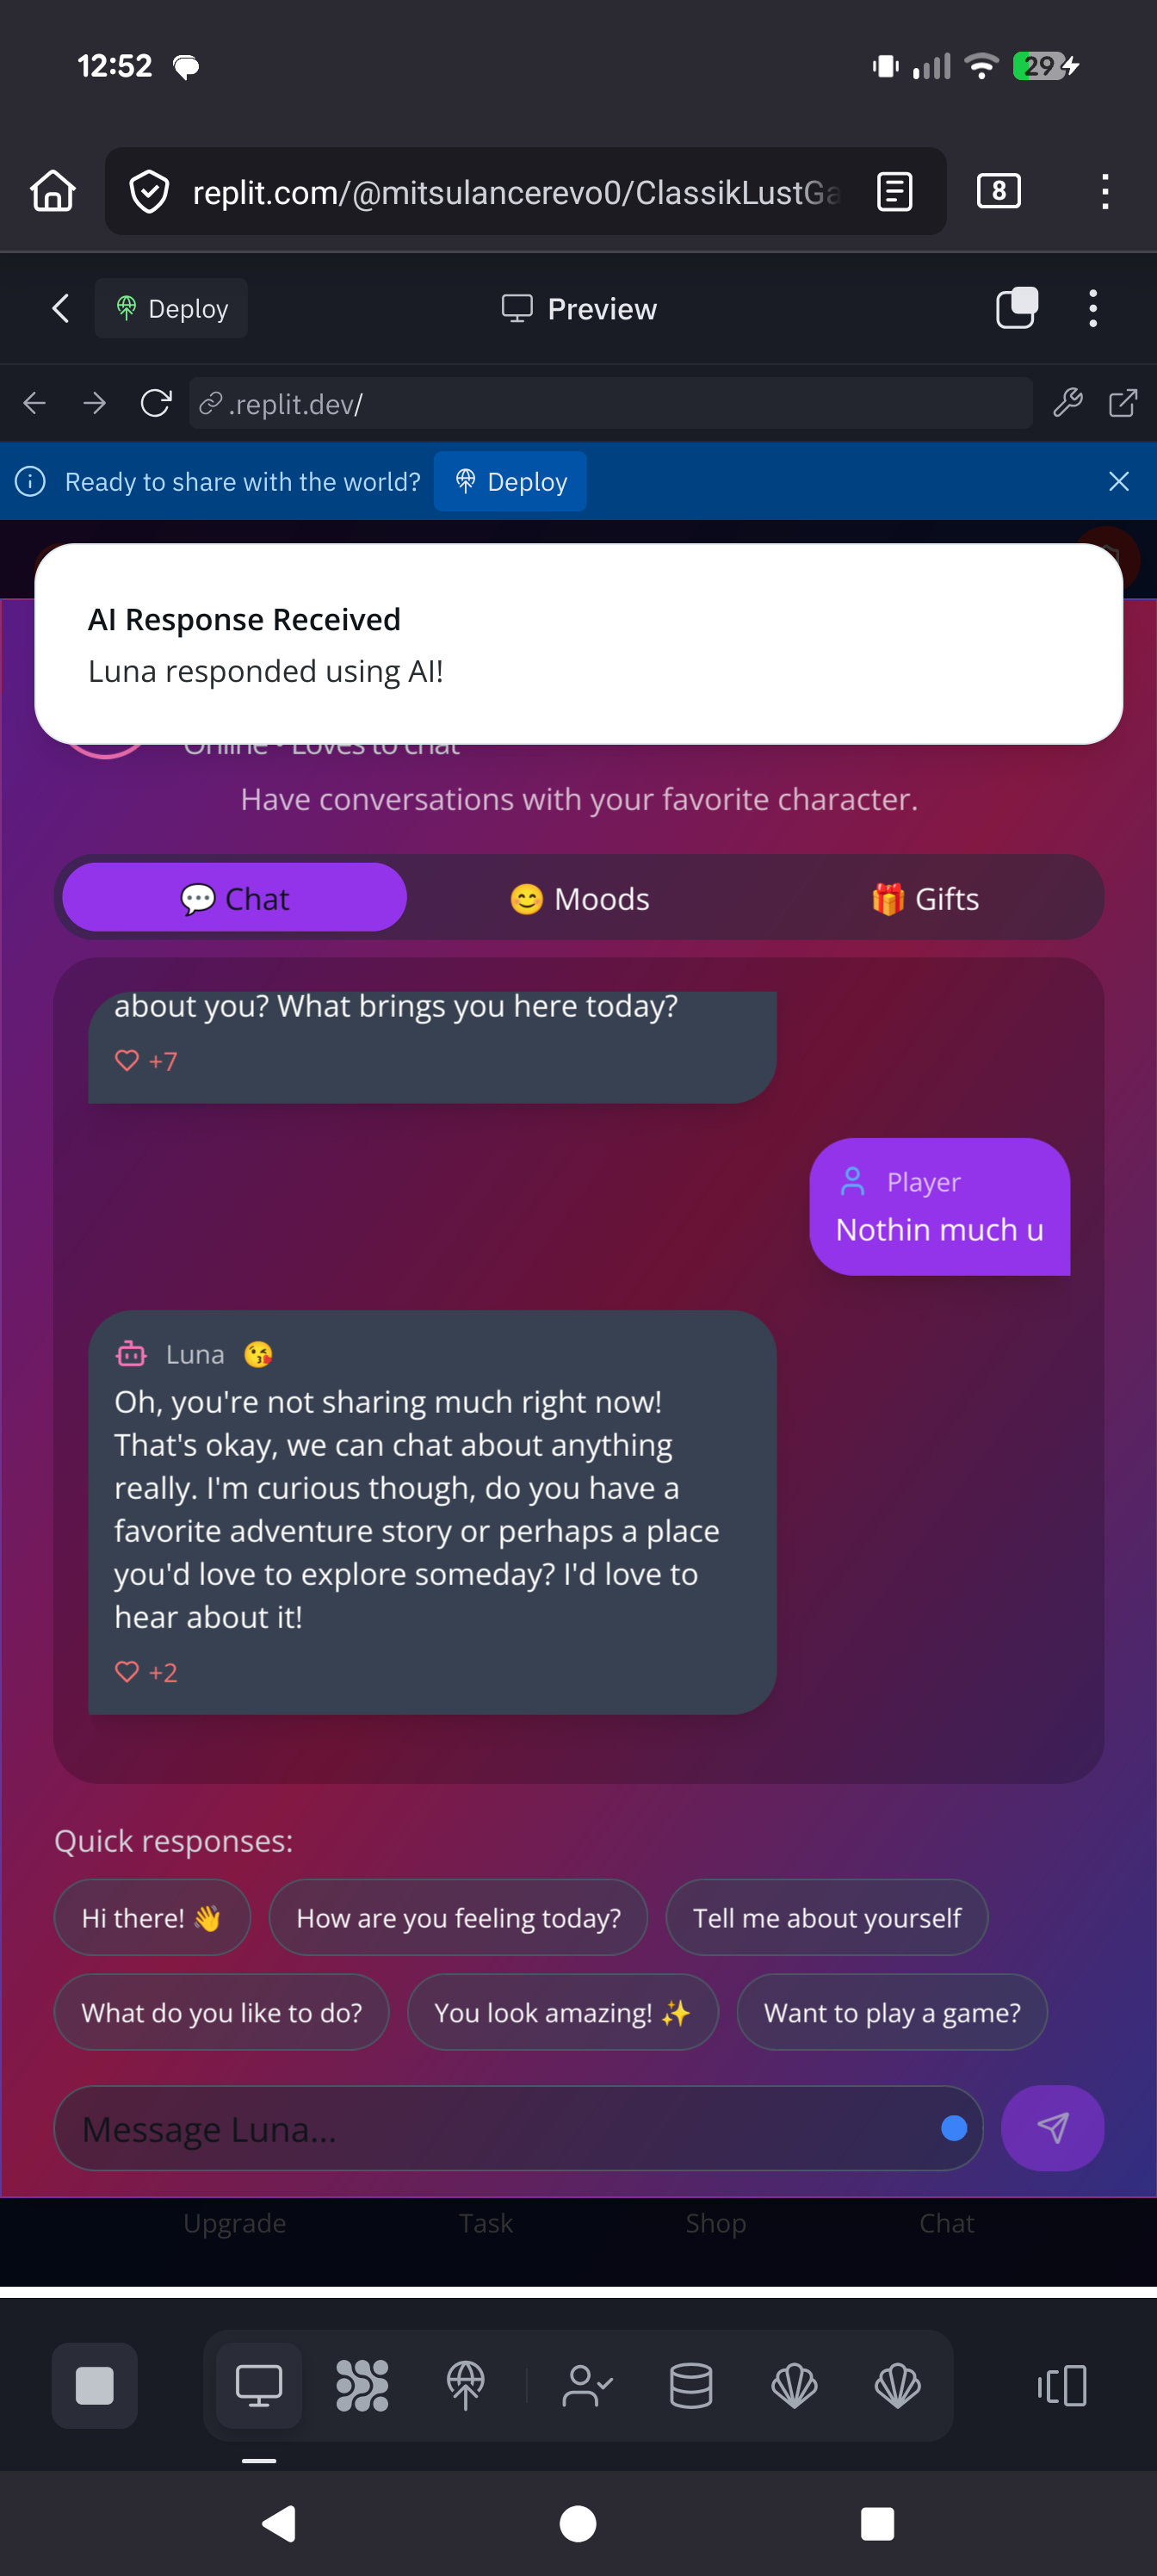 12:52
29
replit.com/@mitsulancerevo0/ClassikLustGa
8
Deploy
Preview
.replit.dev/
Ready to share with the world?
Deploy
AI Response Received
Luna responded using AI!
Online • Loves to chat
Have conversations with your favorite character.
💬 Chat
😊 Moods
🎁 Gifts
about you? What brings you here today?
+7
Player
Nothin much u
Luna 😘
Oh, you're not sharing much right now!
That's okay, we can chat about anything
really. I'm curious though, do you have a
favorite adventure story or perhaps a place
you'd love to explore someday? I'd love to
hear about it!
+2
Quick responses:
Hi there! 👋
How are you feeling today?
Tell me about yourself
What do you like to do?
You look amazing! ✨
Want to play a game?
Message Luna...
Upgrade
Task
Shop
Chat